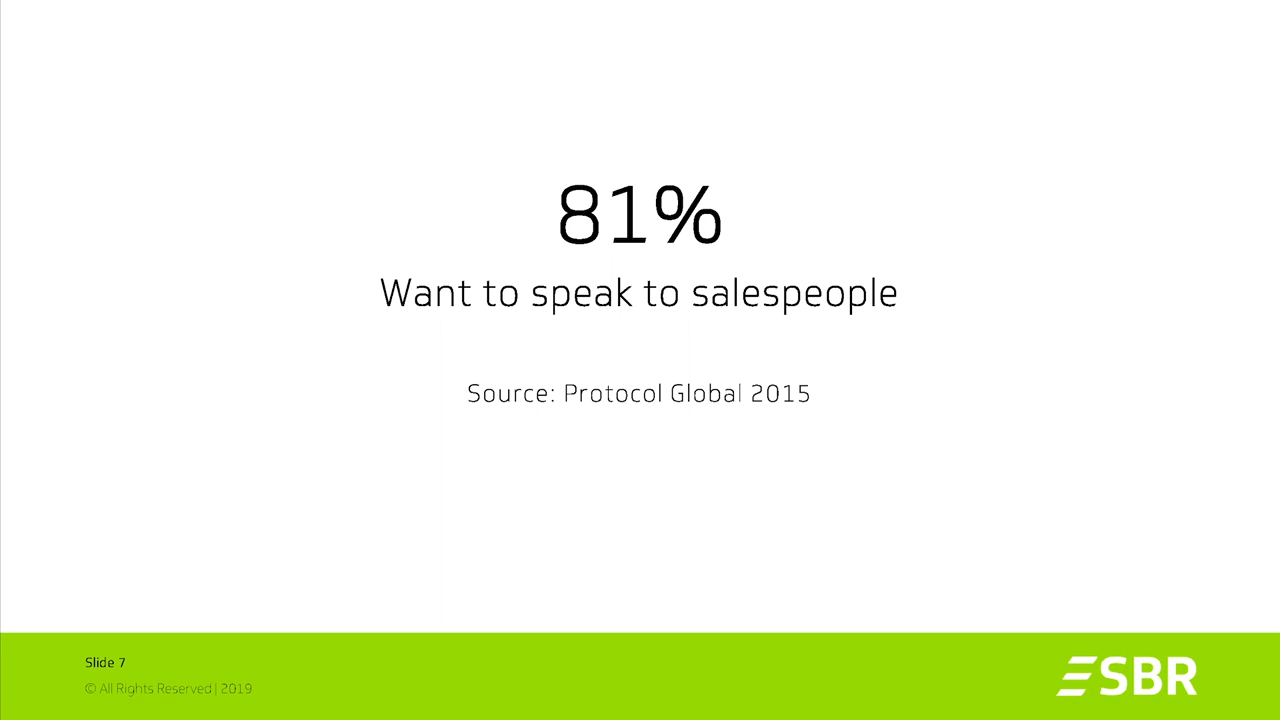 81%
Want to speak to salespeople
Source: Protocol Global 2015
Slide 7
© All Rights Reserved | 2019
SBR